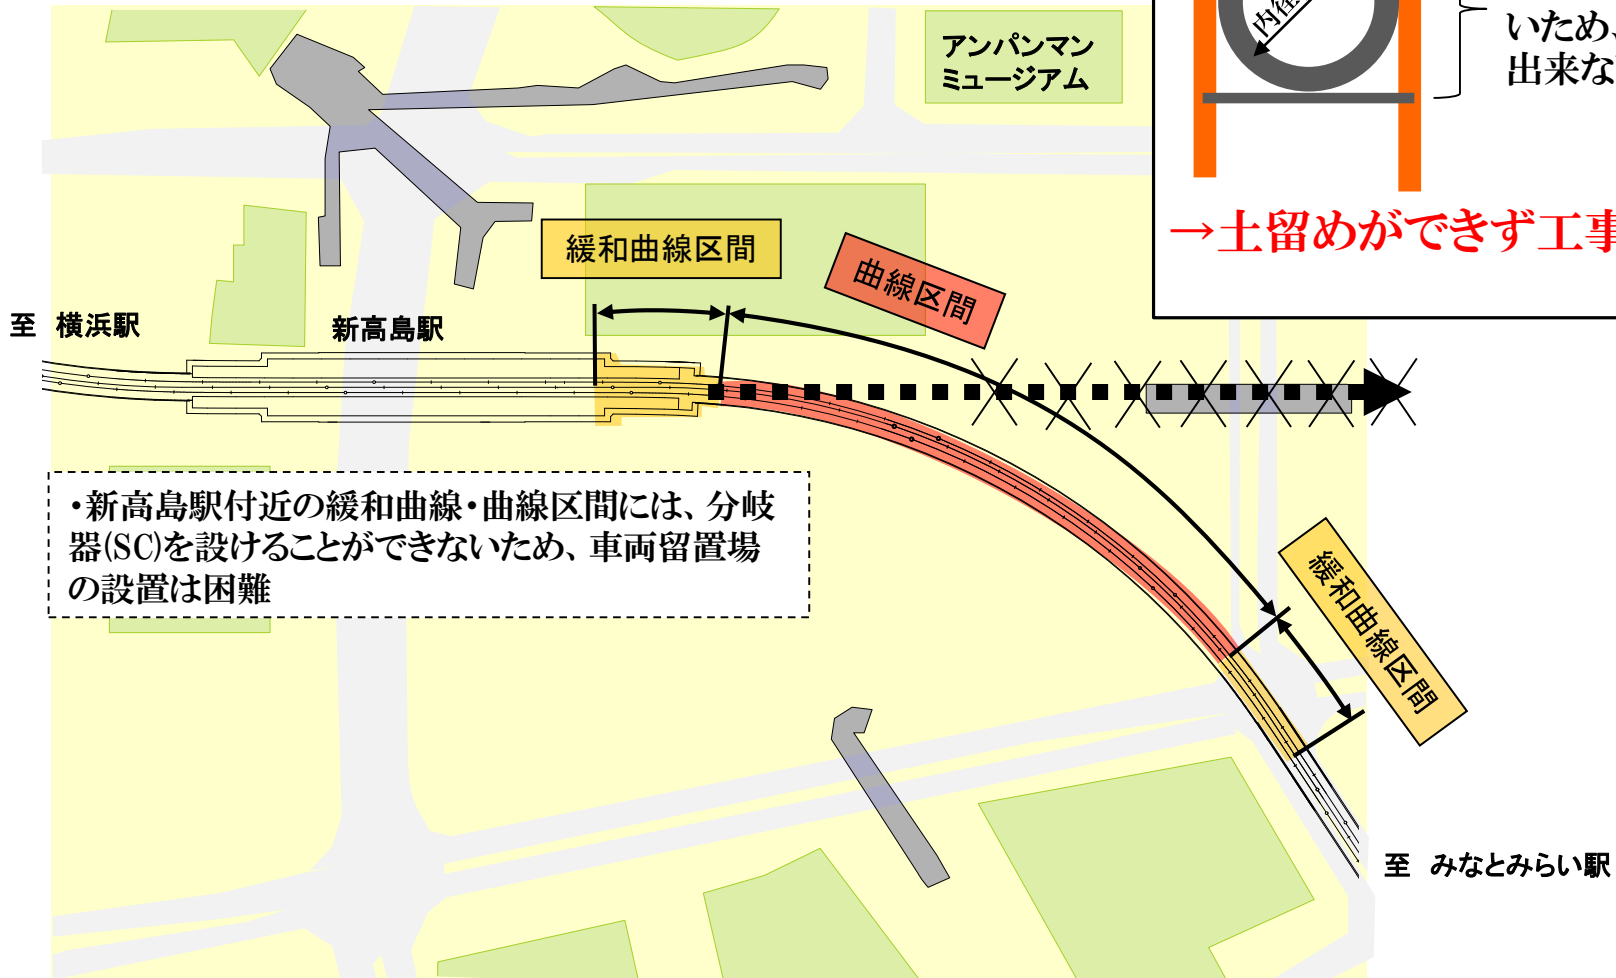 アンパンマン
ミュージアム
内径
いため、
出来な
→土留めができず工事
緩和曲線区間
曲線区間
至 横浜駅
新高島駅
・新高島駅付近の緩和曲線・曲線区間には、分岐
器(SC)を設けることができないため、車両留置場
の設置は困難
緩和曲線区間
至 みなとみらい駅